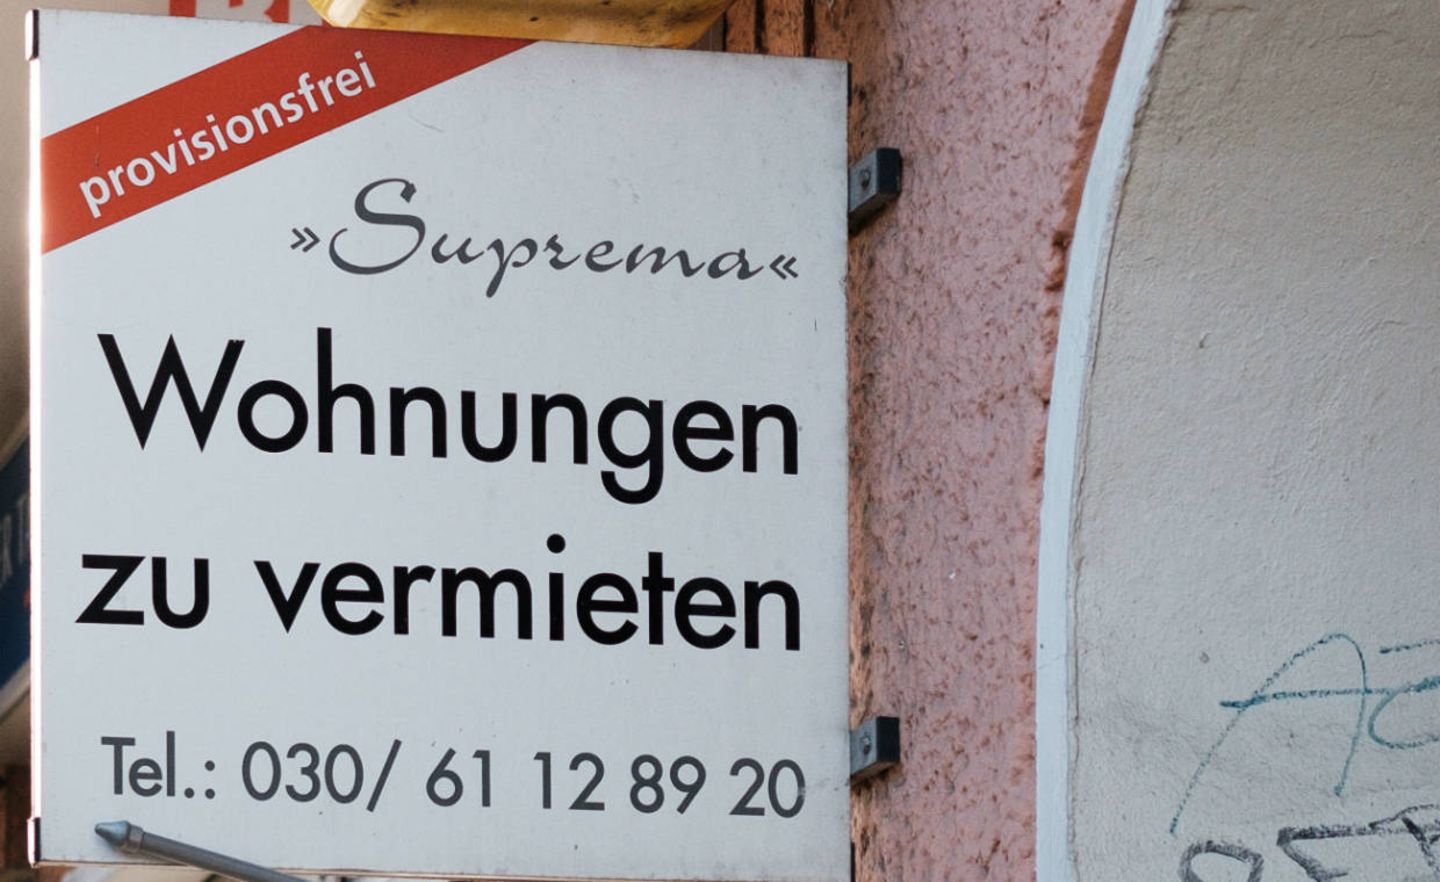 provisionsfrei
»Suprema«
Wohnungen
zu vermieten
Tel.: 030/ 61 12 89 20